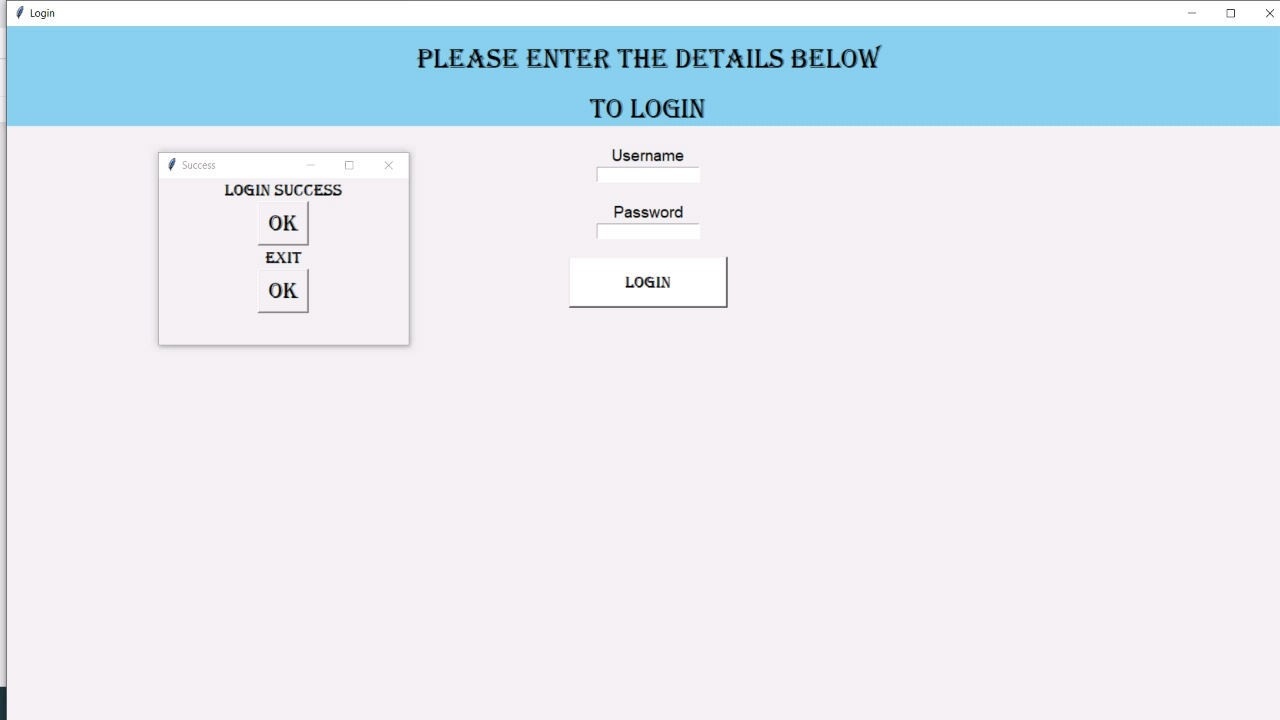 Login
PLEASE ENTER THE DETAILS BELOW
TO LOGIN
Username
Password
LOGIN
Success
LOGIN SUCCESS
OK
EXIT
OK